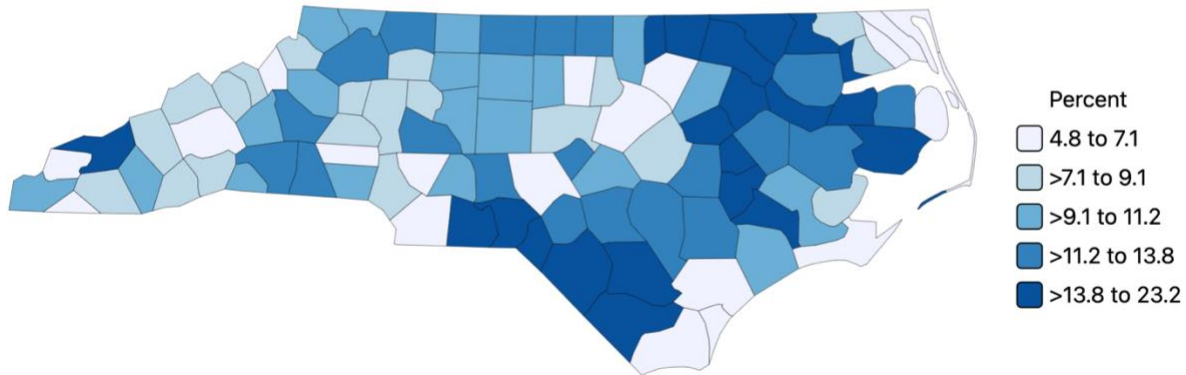 Percent
4.8 to 7.1
>7.1 to 9.1
>9.1 to 11.2
>11.2 to 13.8
>13.8 to 23.2